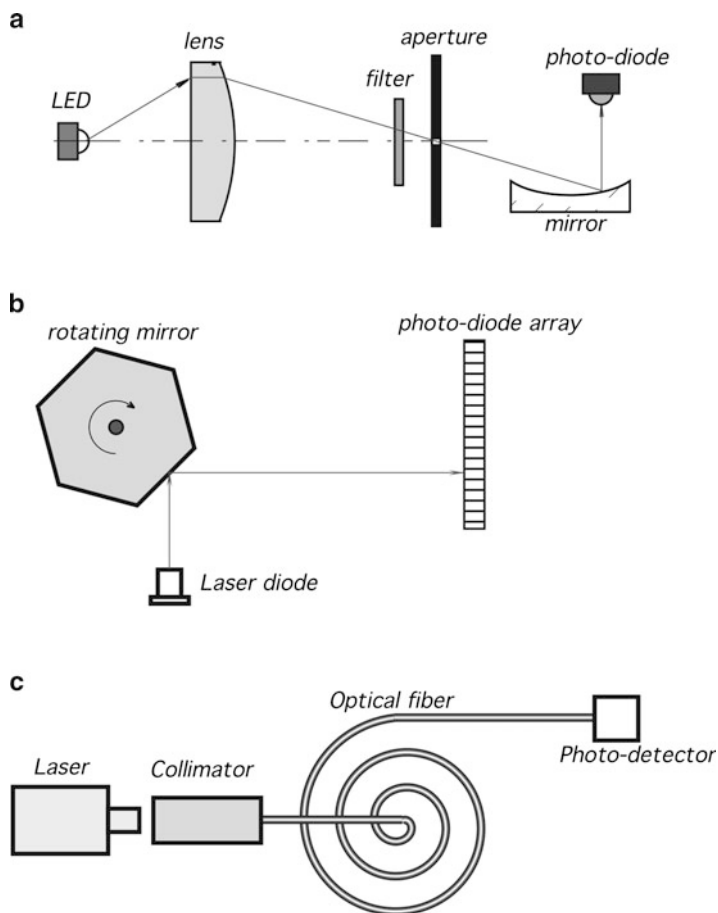 a
lens
aperture
photo-diode
filter
LED
mirror
b
rotating mirror
photo-diode array
Laser diode
c
Optical fiber
Photo-detector
Laser
Collimator